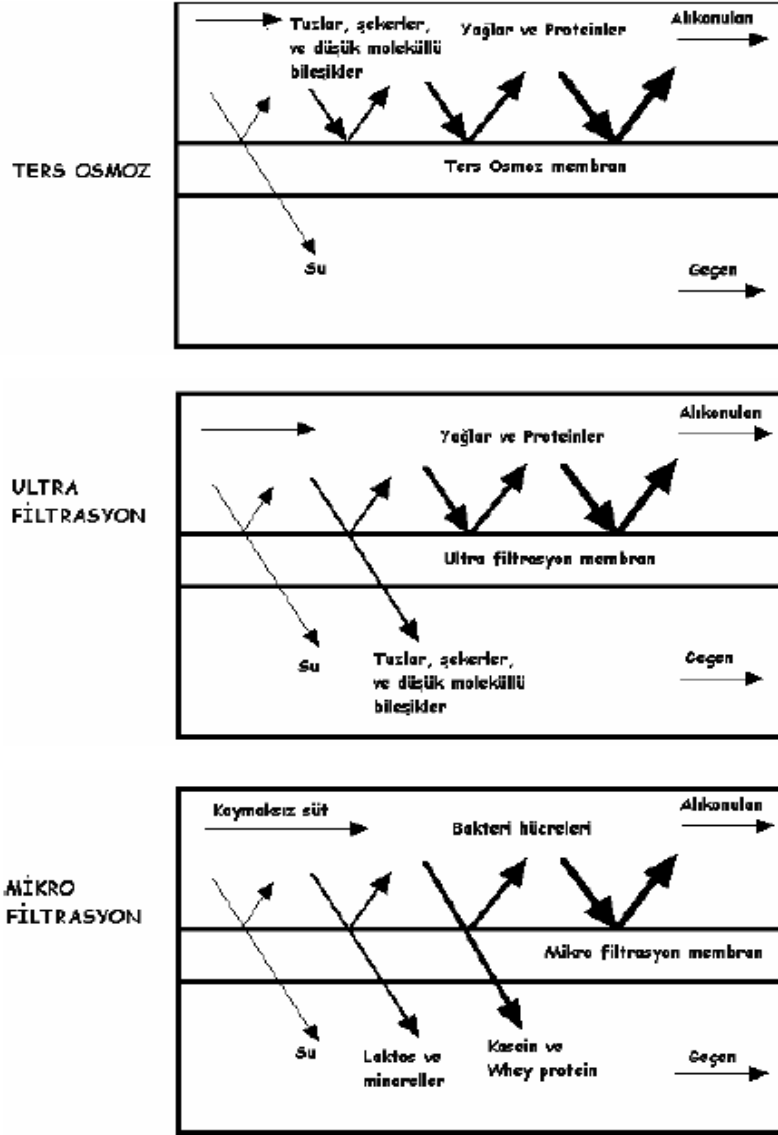 Tuzlar, şekerler,
ve düşük moleküllü
bileşikler
Yağlar ve Proteinler
Alıkonulan
TERS OSMOZ
Ters Osmoz membran
Su
Geçen
Yağlar ve Proteinler
Alıkonulan
ULTRA
FİLTRASYON
Ultra filtrasyon membran
Su
Tuzlar, şekerler,
ve düşük moleküllü
bileşikler
Geçen
Kaymaksız süt
Bakteri hücreleri
Alıkonulan
MİKRO
FİLTRASYON
Mikro filtrasyon membran
Su
Laktos ve
minareller
Kasein ve
Whey protein
Geçen